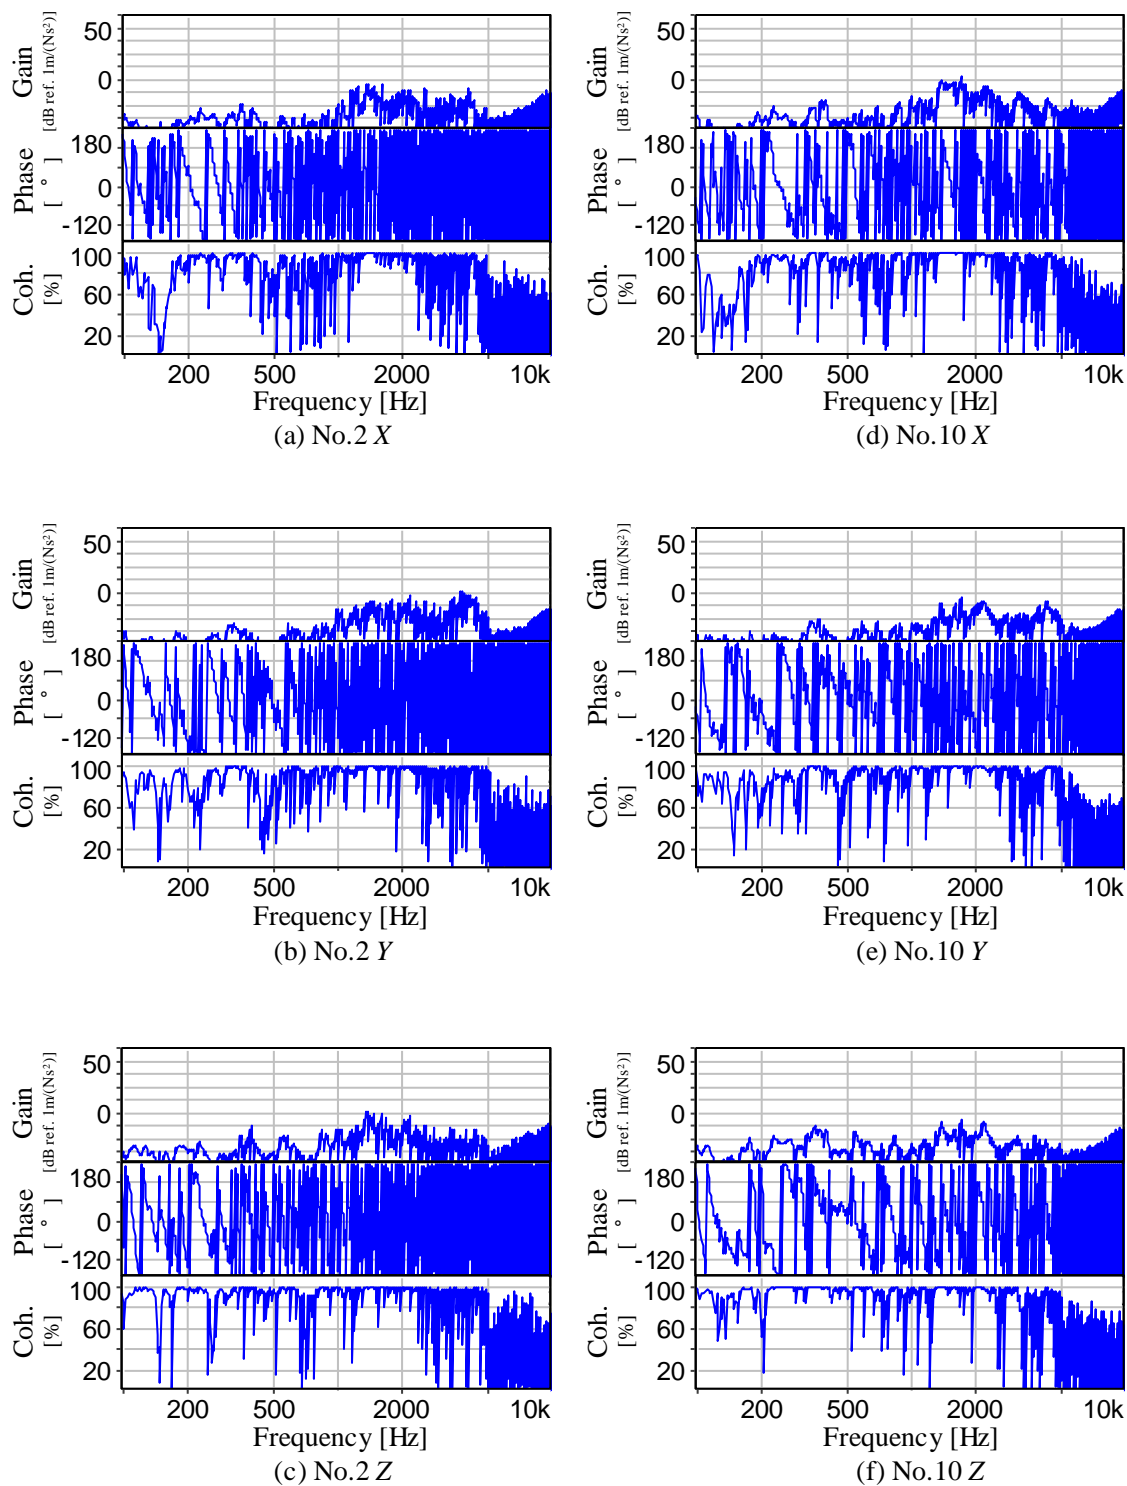 50
0
Gain
[dB ref. 1m/(Ns²)]
180
0
-120
Phase
[ ° ]
100
60
20
Coh.
[%]
200 500 2000 10k
Frequency [Hz]
(a) No.2 X
50
0
Gain
[dB ref. 1m/(Ns²)]
180
0
-120
Phase
[ ° ]
100
60
20
Coh.
[%]
200 500 2000 10k
Frequency [Hz]
(d) No.10 X
50
0
Gain
[dB ref. 1m/(Ns²)]
180
0
-120
Phase
[ ° ]
100
60
20
Coh.
[%]
200 500 2000 10k
Frequency [Hz]
(b) No.2 Y
50
0
Gain
[dB ref. 1m/(Ns²)]
180
0
-120
Phase
[ ° ]
100
60
20
Coh.
[%]
200 500 2000 10k
Frequency [Hz]
(e) No.10 Y
50
0
Gain
[dB ref. 1m/(Ns²)]
180
0
-120
Phase
[ ° ]
100
60
20
Coh.
[%]
200 500 2000 10k
Frequency [Hz]
(c) No.2 Z
50
0
Gain
[dB ref. 1m/(Ns²)]
180
0
-120
Phase
[ ° ]
100
60
20
Coh.
[%]
200 500 2000 10k
Frequency [Hz]
(f) No.10 Z